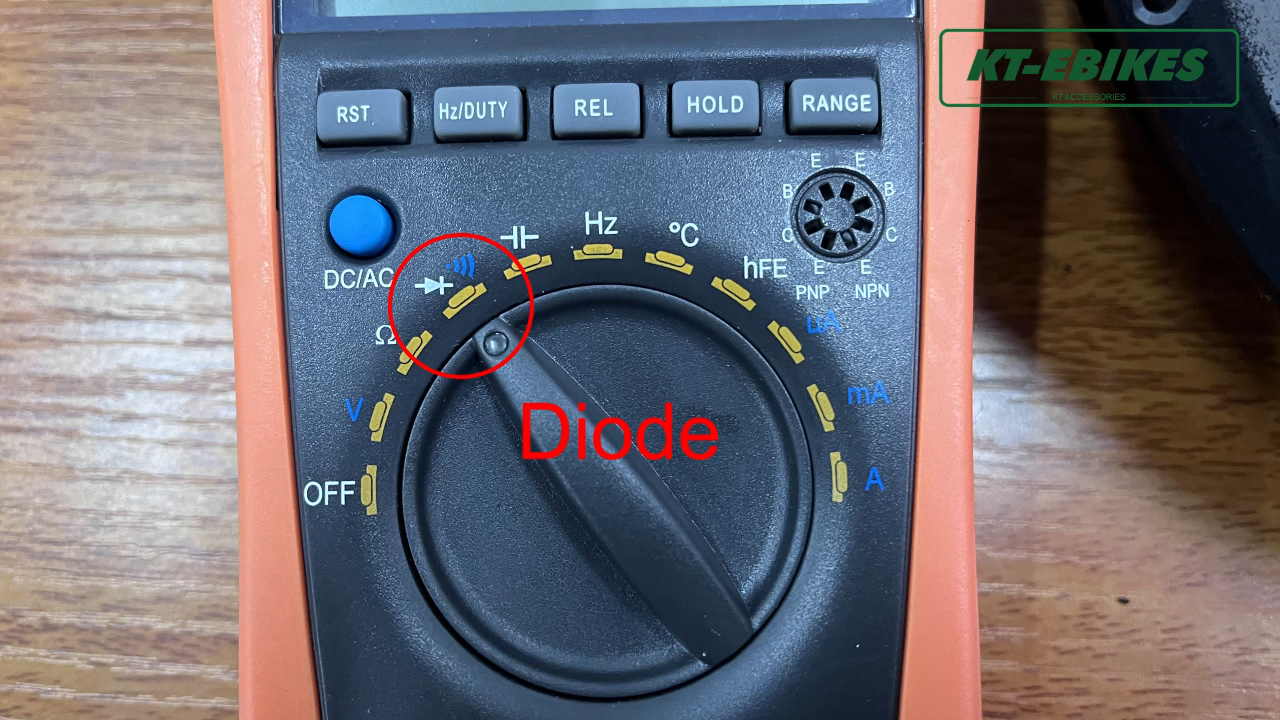 KT-EBIKES
KT ACCESSORIES
RST
Hz/DUTY
REL
HOLD
RANGE
E E
B B
C C
E E
PNP NPN
DC/AC
Hz
°C
hFE
Ω
V
OFF
µA
mA
A
Diode